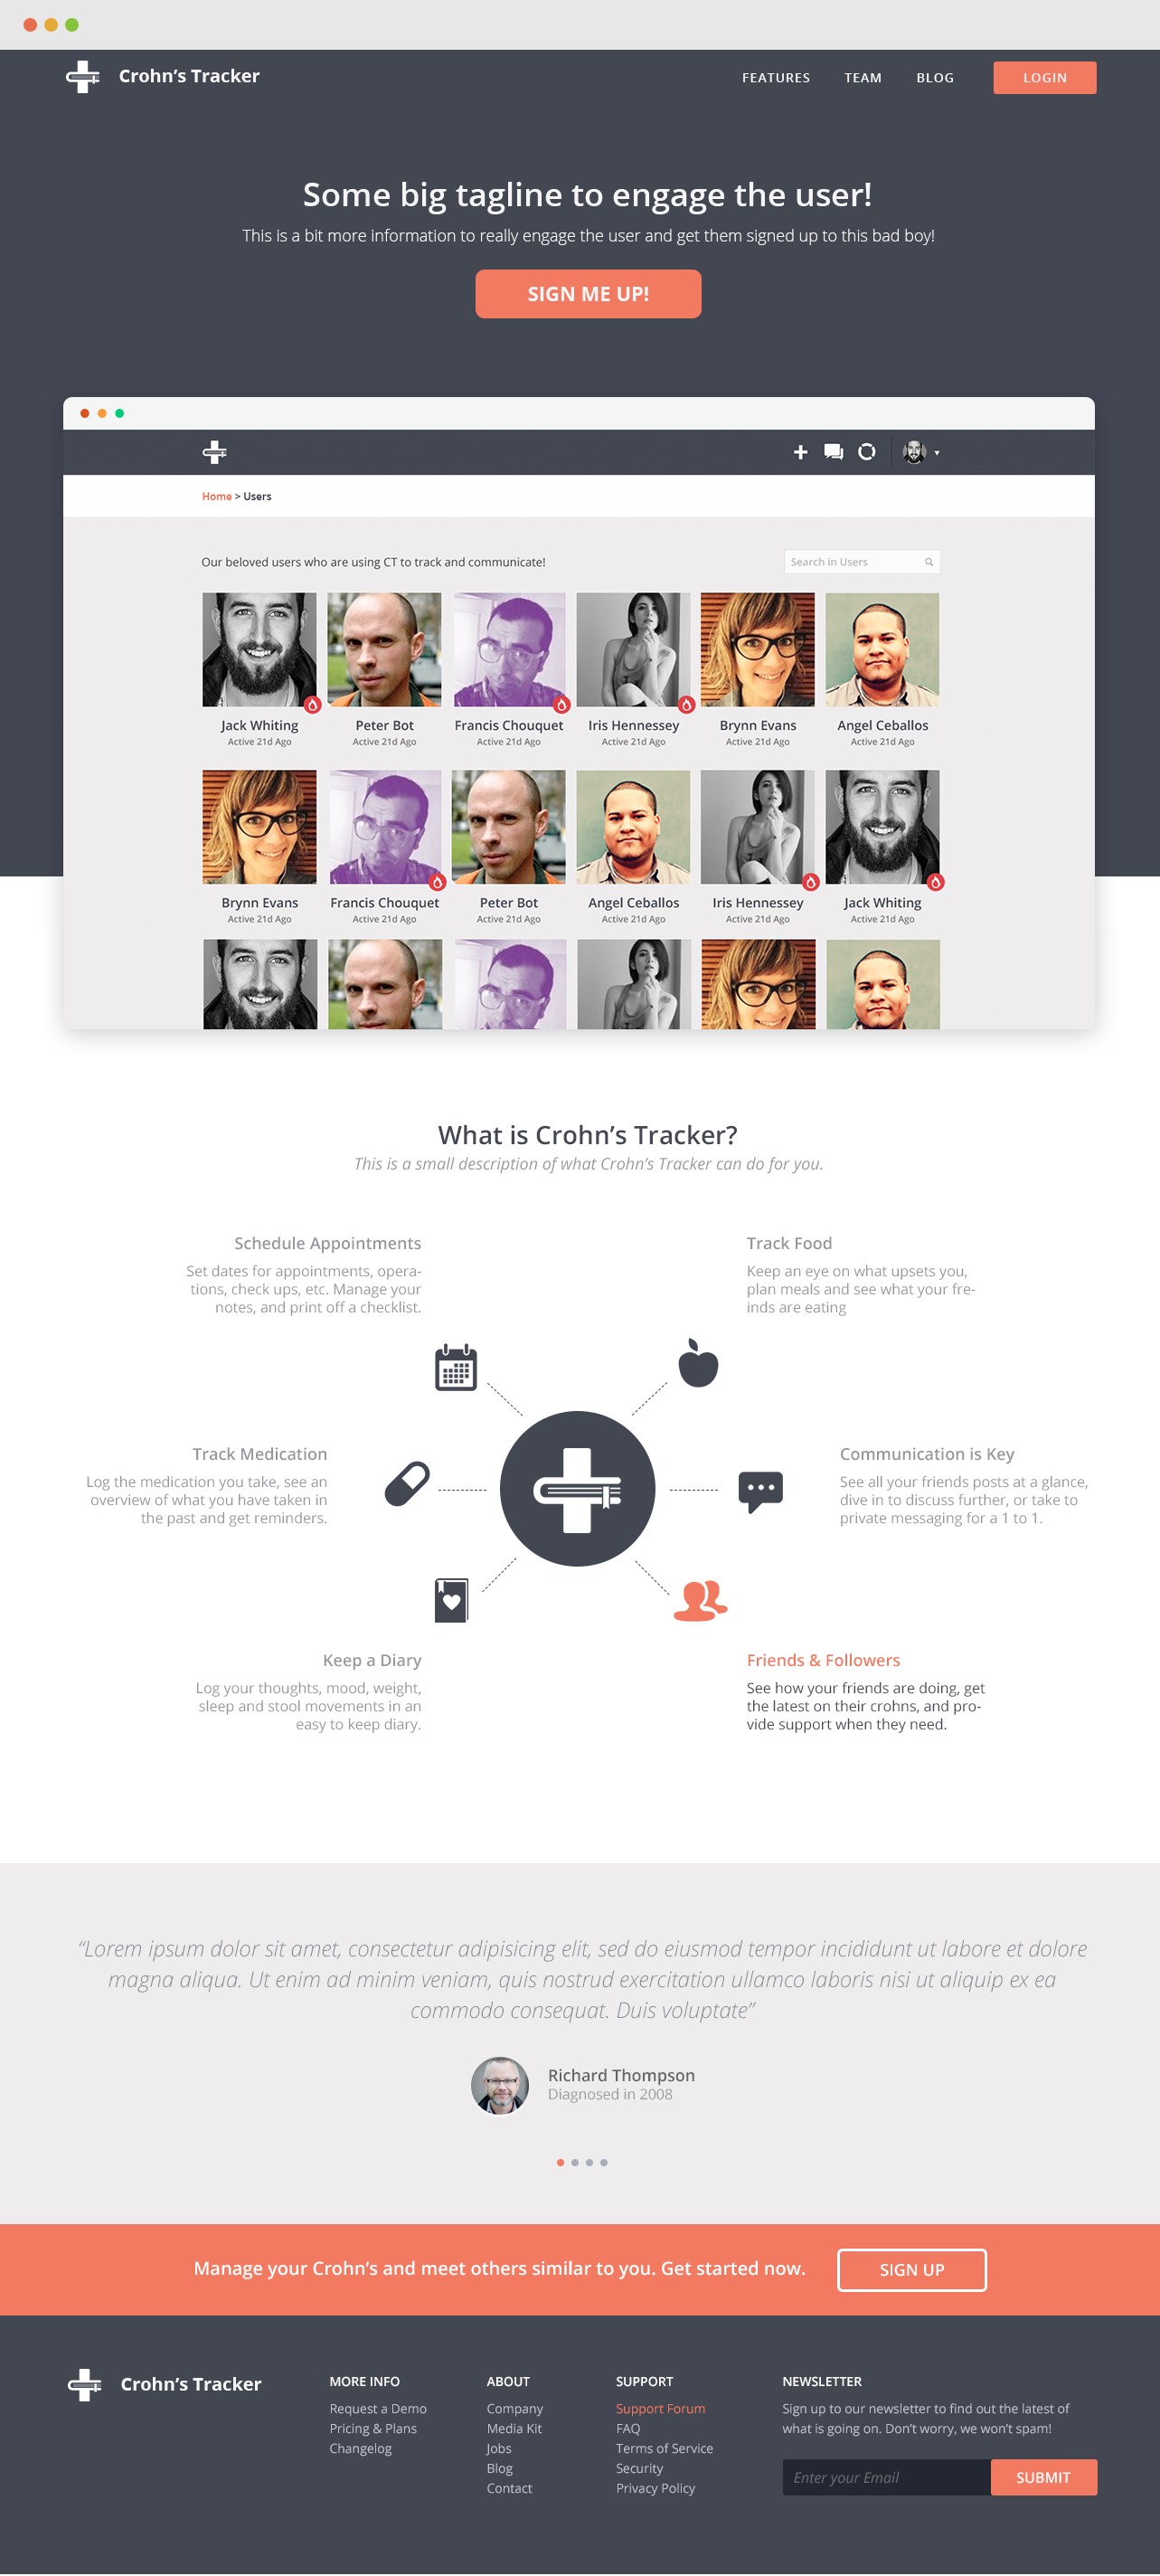 Crohn’s Tracker
FEATURES
TEAM
BLOG
LOGIN
Some big tagline to engage the user!
This is a bit more information to really engage the user and get them signed up to this bad boy!
SIGN ME UP!
Home > Users
Our beloved users who are using CT to track and communicate!
Search in Users
Jack Whiting
Active 21d Ago
Peter Bot
Active 21d Ago
Francis Chouquet
Active 21d Ago
Iris Hennessey
Active 21d Ago
Brynn Evans
Active 21d Ago
Angel Ceballos
Active 21d Ago
Brynn Evans
Active 21d Ago
Francis Chouquet
Active 21d Ago
Peter Bot
Active 21d Ago
Angel Ceballos
Active 21d Ago
Iris Hennessey
Active 21d Ago
Jack Whiting
Active 21d Ago
What is Crohn’s Tracker?
This is a small description of what Crohn’s Tracker can do for you.
Schedule Appointments
Set dates for appointments, opera-
tions, check ups, etc. Manage your
notes, and print off a checklist.
Track Food
Keep an eye on what upsets you,
plan meals and see what your fre-
inds are eating
Track Medication
Log the medication you take, see an
overview of what you have taken in
the past and get reminders.
Communication is Key
See all your friends posts at a glance,
dive in to discuss further, or take to
private messaging for a 1 to 1.
Keep a Diary
Log your thoughts, mood, weight,
sleep and stool movements in an
easy to keep diary.
Friends & Followers
See how your friends are doing, get
the latest on their crohns, and pro-
vide support when they need.
“Lorem ipsum dolor sit amet, consectetur adipisicing elit, sed do eiusmod tempor incididunt ut labore et dolore
magna aliqua. Ut enim ad minim veniam, quis nostrud exercitation ullamco laboris nisi ut aliquip ex ea
commodo consequat. Duis voluptate”
Richard Thompson
Diagnosed in 2008
Manage your Crohn’s and meet others similar to you. Get started now.
SIGN UP
Crohn’s Tracker
MORE INFO
Request a Demo
Pricing & Plans
Changelog
ABOUT
Company
Media Kit
Jobs
Blog
Contact
SUPPORT
Support Forum
FAQ
Terms of Service
Security
Privacy Policy
NEWSLETTER
Sign up to our newsletter to find out the latest of
what is going on. Don’t worry, we won’t spam!
Enter your Email
SUBMIT